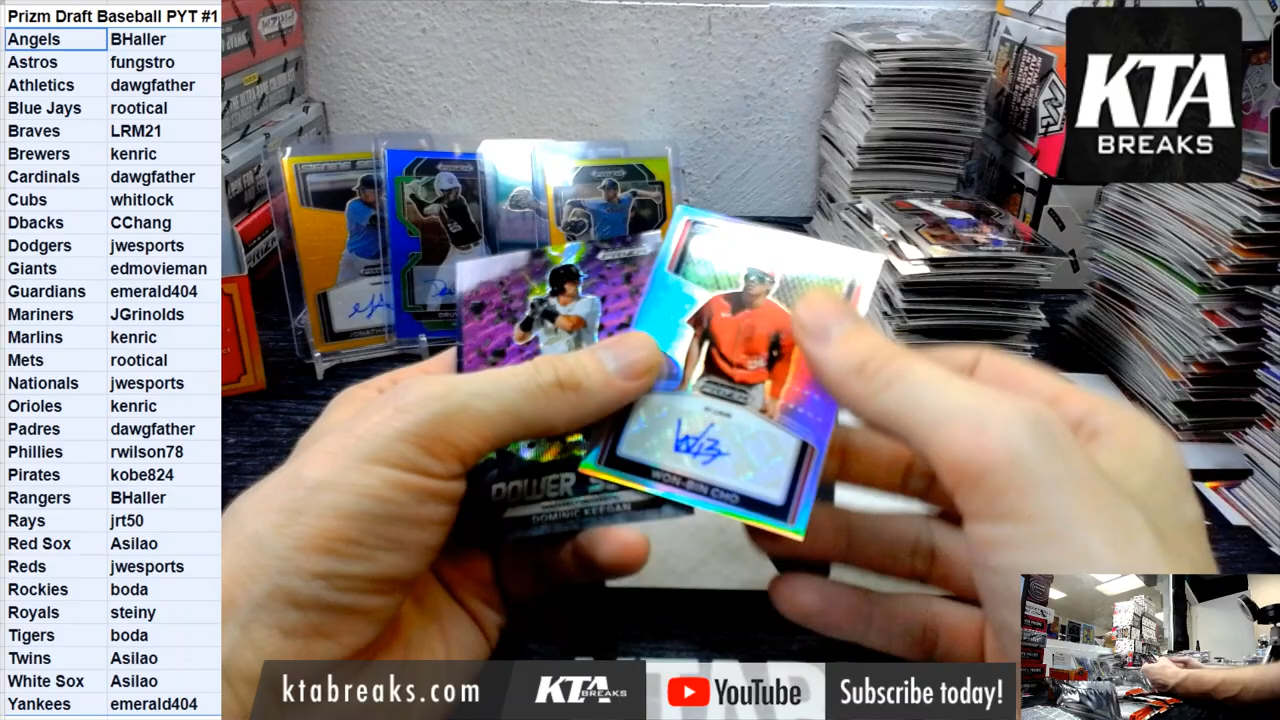 Prizm Draft Baseball PYT #1
Angels BHaller
Astros fungstro
Athletics dawgfather
Blue Jays rootical
Braves LRM21
Brewers kenric
Cardinals dawgfather
Cubs whitlock
Dbacks CChang
Dodgers jwesports
Giants edmovieman
Guardians emerald404
Mariners JGrinolds
Marlins kenric
Mets rootical
Nationals jwesports
Orioles kenric
Padres dawgfather
Phillies rwilson78
Pirates kobe824
Rangers BHaller
Rays jrt50
Red Sox Asilao
Reds jwesports
Rockies boda
Royals steiny
Tigers boda
Twins Asilao
White Sox Asilao
Yankees emerald404
KTA
BREAKS
WON-BIN CHO
POWER
DOMINIC KEEGAN
ktabreaks.com
KTA BREAKS
YouTube
Subscribe today!